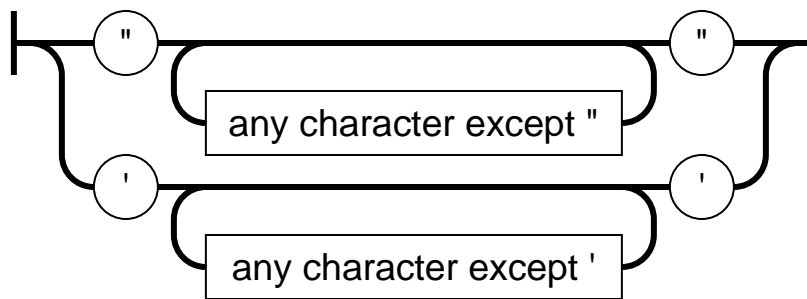 " "
any character except "
' '
any character except '